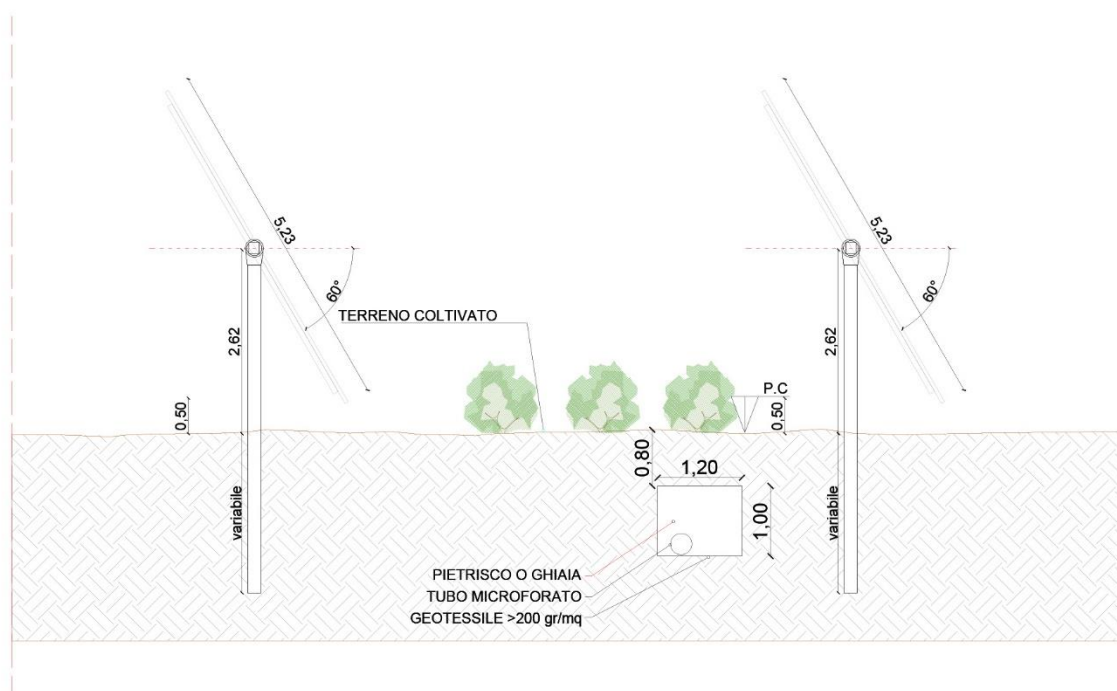 5,23
5,23
60°
60°
TERRENO COLTIVATO
2,62
2,62
P.C
0,50
0,50
0,80
1,20
1,00
variabile
variabile
PIETRISCO O GHIAIA
TUBO MICROFORATO
GEOTESSILE >200 gr/mq